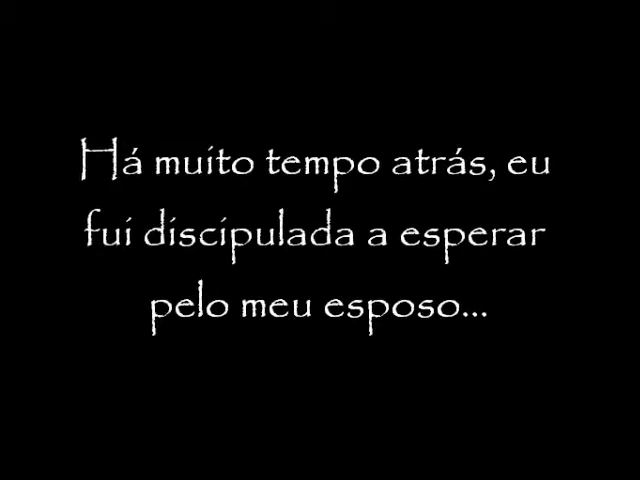 Há muito tempo atrás, eu
fui discipulada a esperar
pelo meu esposo...